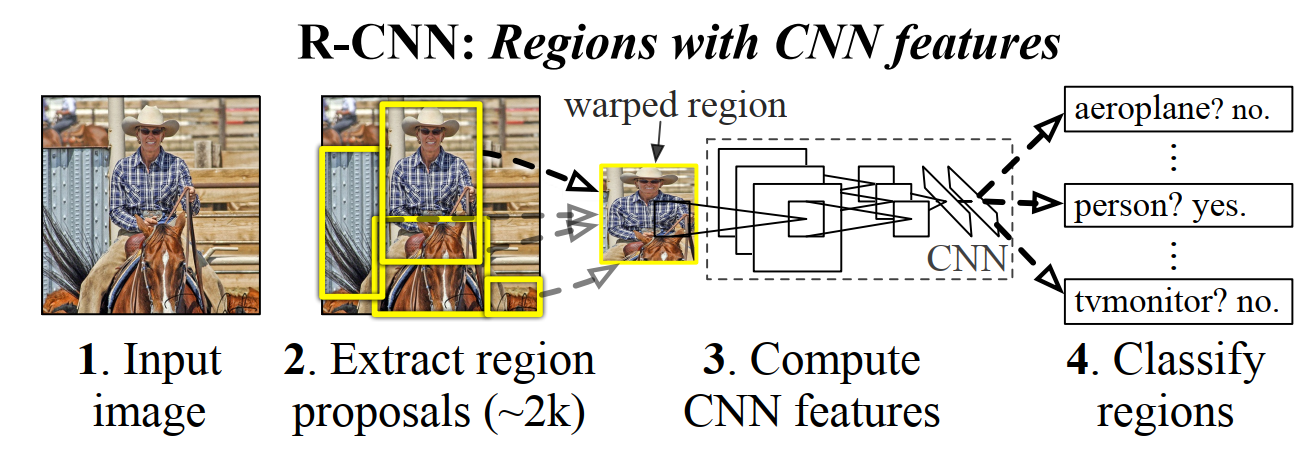 R-CNN: Regions with CNN features
warped region
aeroplane? no.
⋮
person? yes.
⋮
tvmonitor? no.
CNN
1. Input
image
2. Extract region
proposals (~2k)
3. Compute
CNN features
4. Classify
regions